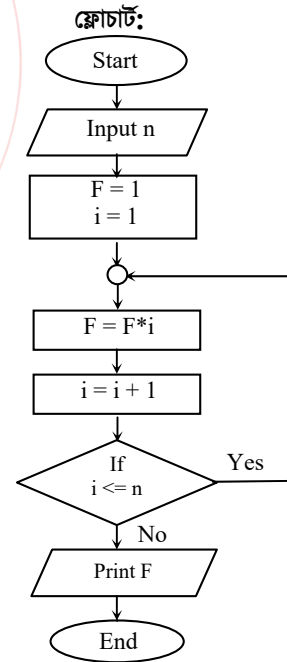 ফ্লোচার্ট:
Start
Input n
F = 1
i = 1
F = F*i
i = i + 1
If
i <= n
Yes
No
Print F
End